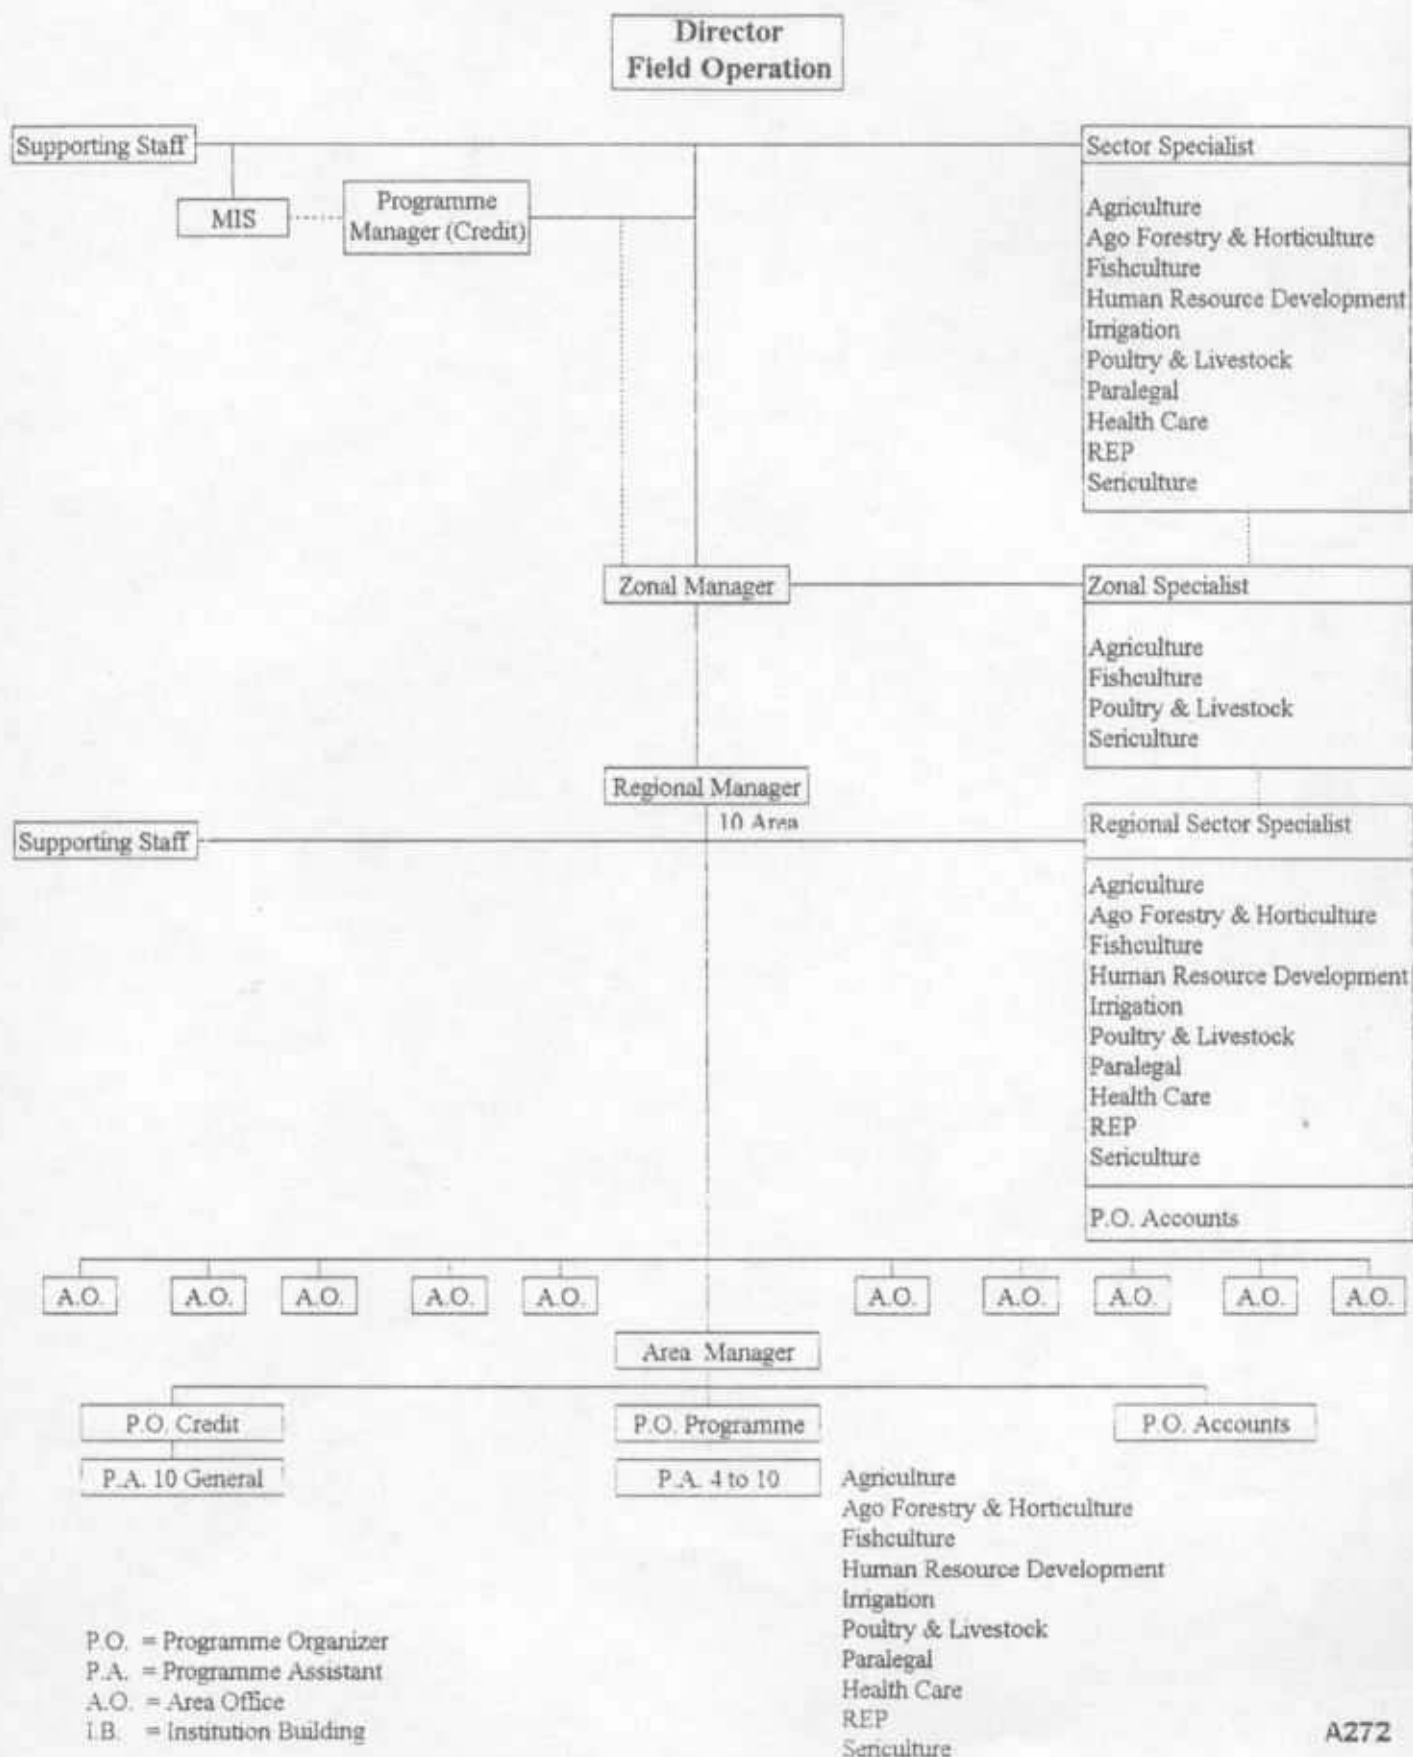 Director
Field Operation
Supporting Staff
Sector Specialist
MIS
Programme
Manager (Credit)
Agriculture
Ago Forestry & Horticulture
Fishculture
Human Resource Development
Irrigation
Poultry & Livestock
Paralegal
Health Care
REP
Sericulture
Zonal Manager
Zonal Specialist
Agriculture
Fishculture
Poultry & Livestock
Sericulture
Regional Manager
10 Area
Supporting Staff
Regional Sector Specialist
Agriculture
Ago Forestry & Horticulture
Fishculture
Human Resource Development
Irrigation
Poultry & Livestock
Paralegal
Health Care
REP
Sericulture
P.O. Accounts
A.O. A.O. A.O. A.O. A.O. A.O. A.O. A.O. A.O. A.O.
Area Manager
P.O. Credit
P.O. Programme
P.O. Accounts
P.A. 10 General
P.A. 4 to 10
Agriculture
Ago Forestry & Horticulture
Fishculture
Human Resource Development
Irrigation
Poultry & Livestock
Paralegal
Health Care
REP
Sericulture
P.O. = Programme Organizer
P.A. = Programme Assistant
A.O. = Area Office
I.B. = Institution Building
A272